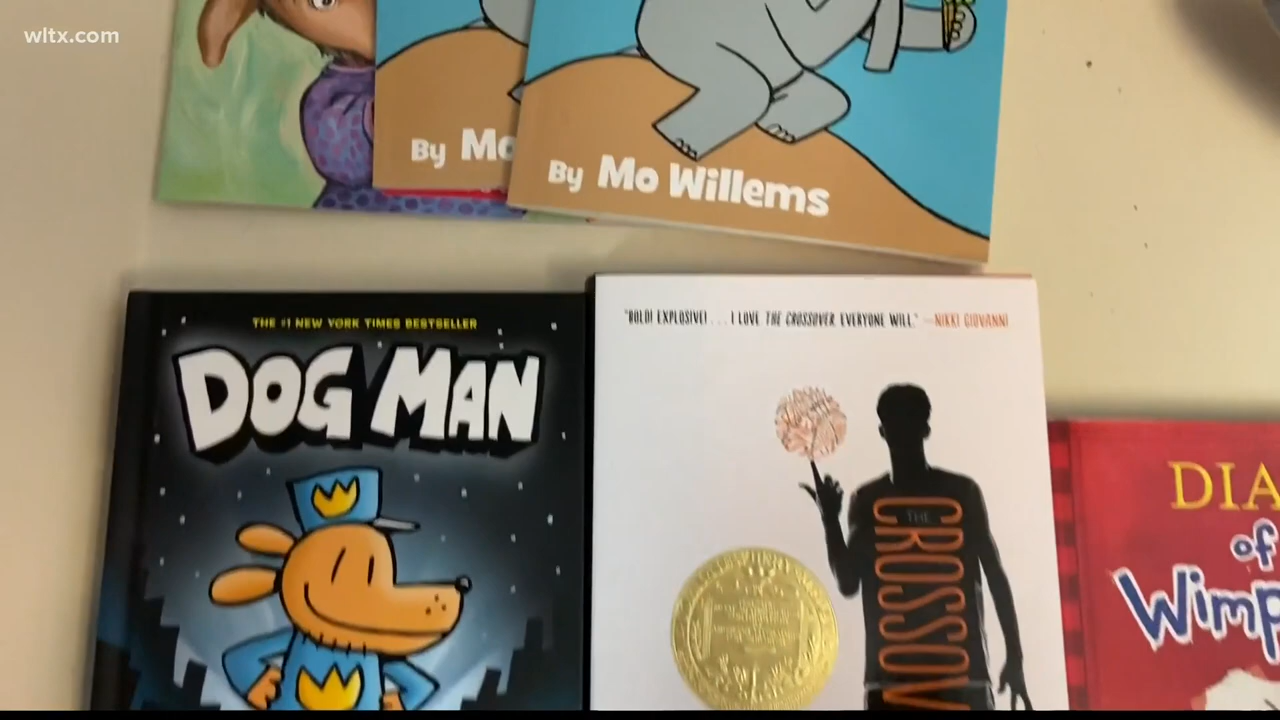 wltx.com
By Mo
By Mo Willems
THE #1 NEW YORK TIMES BESTSELLER
DOG MAN
"BOLD! EXPLOSIVE! . . . I LOVE THE CROSSOVER. EVERYONE WILL." —NIKKI GIOVANNI
THE
CROSSOV
DIA
of
Wimp